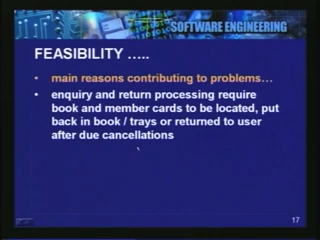 SOFTWARE ENGINEERING
FEASIBILITY .....
• main reasons contributing to problems...
• enquiry and return processing require
book and member cards to be located, put
back in book / trays or returned to user
after due cancellations
17